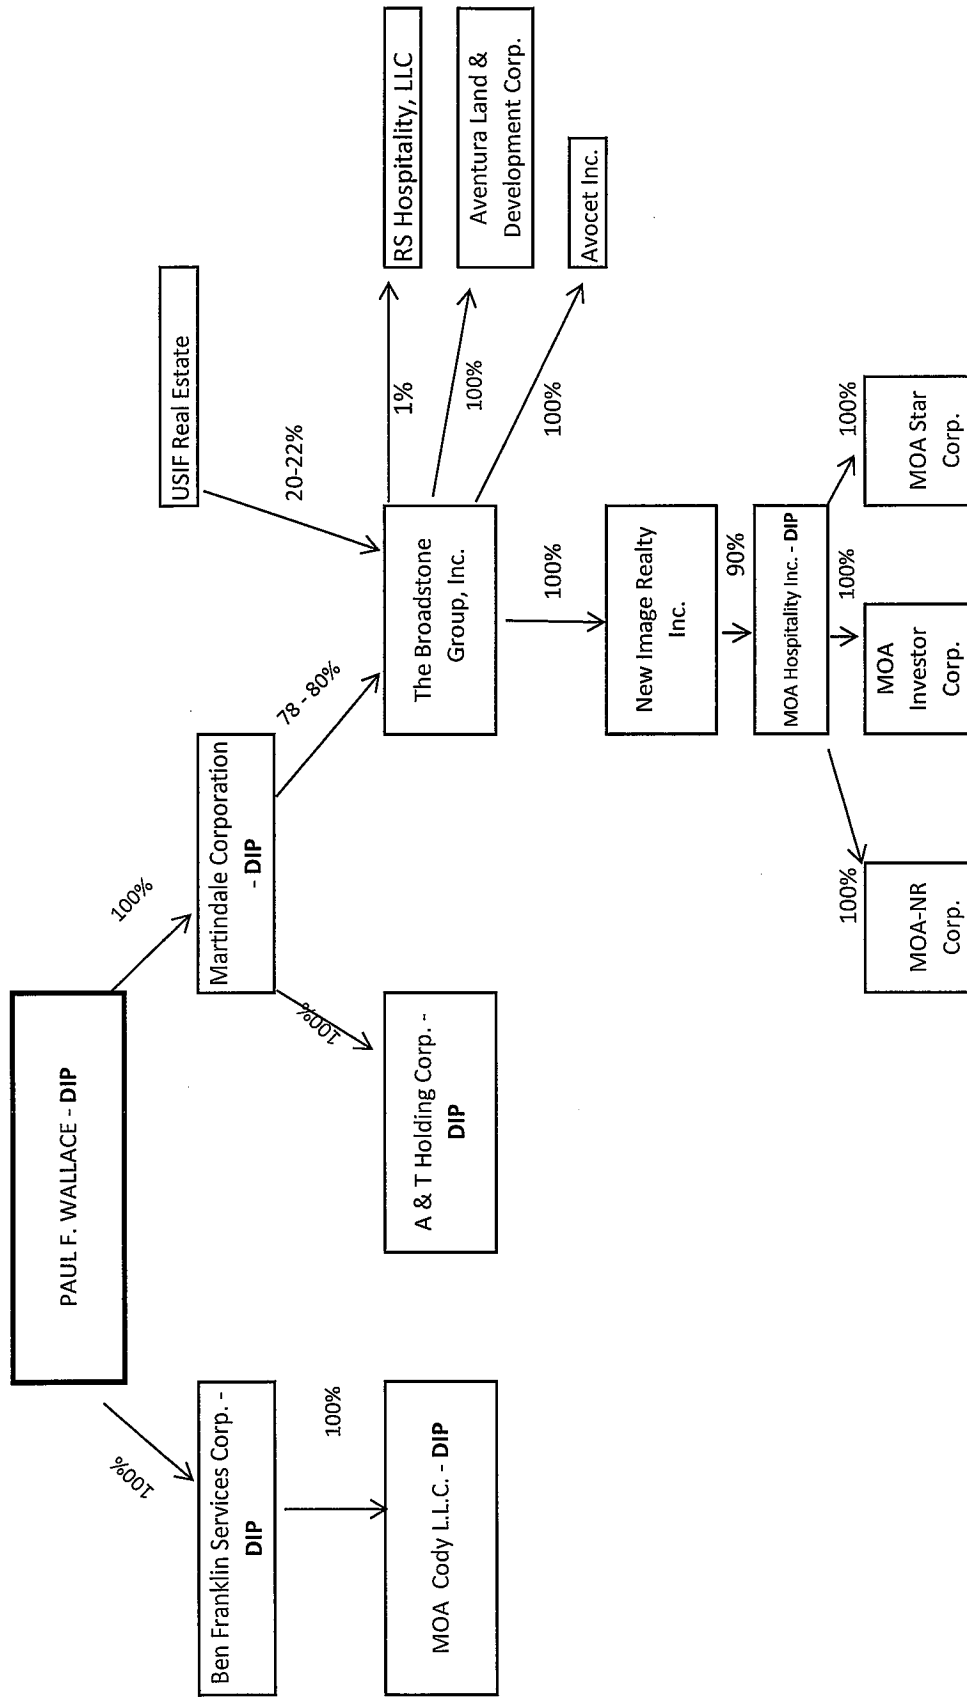 PAUL F. WALLACE - DIP
100%
100%
Ben Franklin Services Corp. -
DIP
Martindale Corporation
- DIP
USIF Real Estate
100%
100%
78 - 80%
20-22%
MOA Cody L.L.C. - DIP
A & T Holding Corp. -
DIP
The Broadstone
Group, Inc.
1%
RS Hospitality, LLC
100%
Aventura Land &
Development Corp.
100%
Avocet Inc.
100%
New Image Realty
Inc.
90%
MOA Hospitality Inc. - DIP
100%
100%
100%
MOA-NR
Corp.
MOA
Investor
Corp.
MOA Star
Corp.